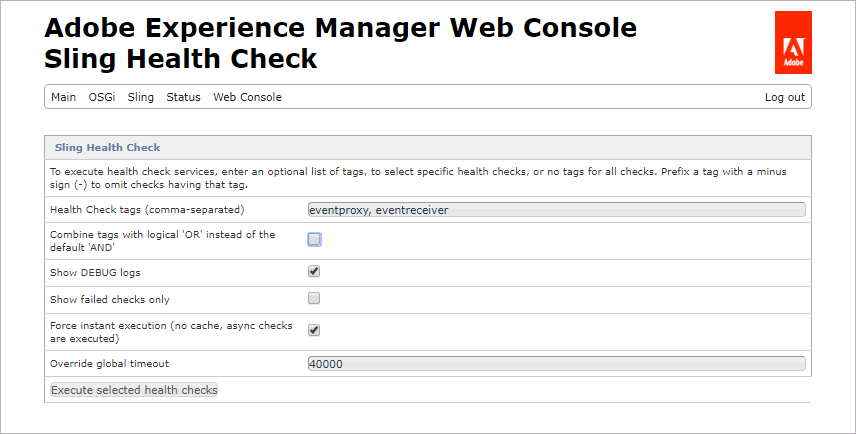 Adobe Experience Manager Web Console
Sling Health Check
Adobe
Main OSGi Sling Status Web Console Log out
Sling Health Check
To execute health check services, enter an optional list of tags, to select specific health checks, or no tags for all checks. Prefix a tag with a minus
sign (-) to omit checks having that tag.
Health Check tags (comma-separated) eventproxy, eventreceiver
Combine tags with logical 'OR' instead of the
default 'AND'
Show DEBUG logs
Show failed checks only
Force instant execution (no cache, async checks
are executed)
Override global timeout 40000
Execute selected health checks